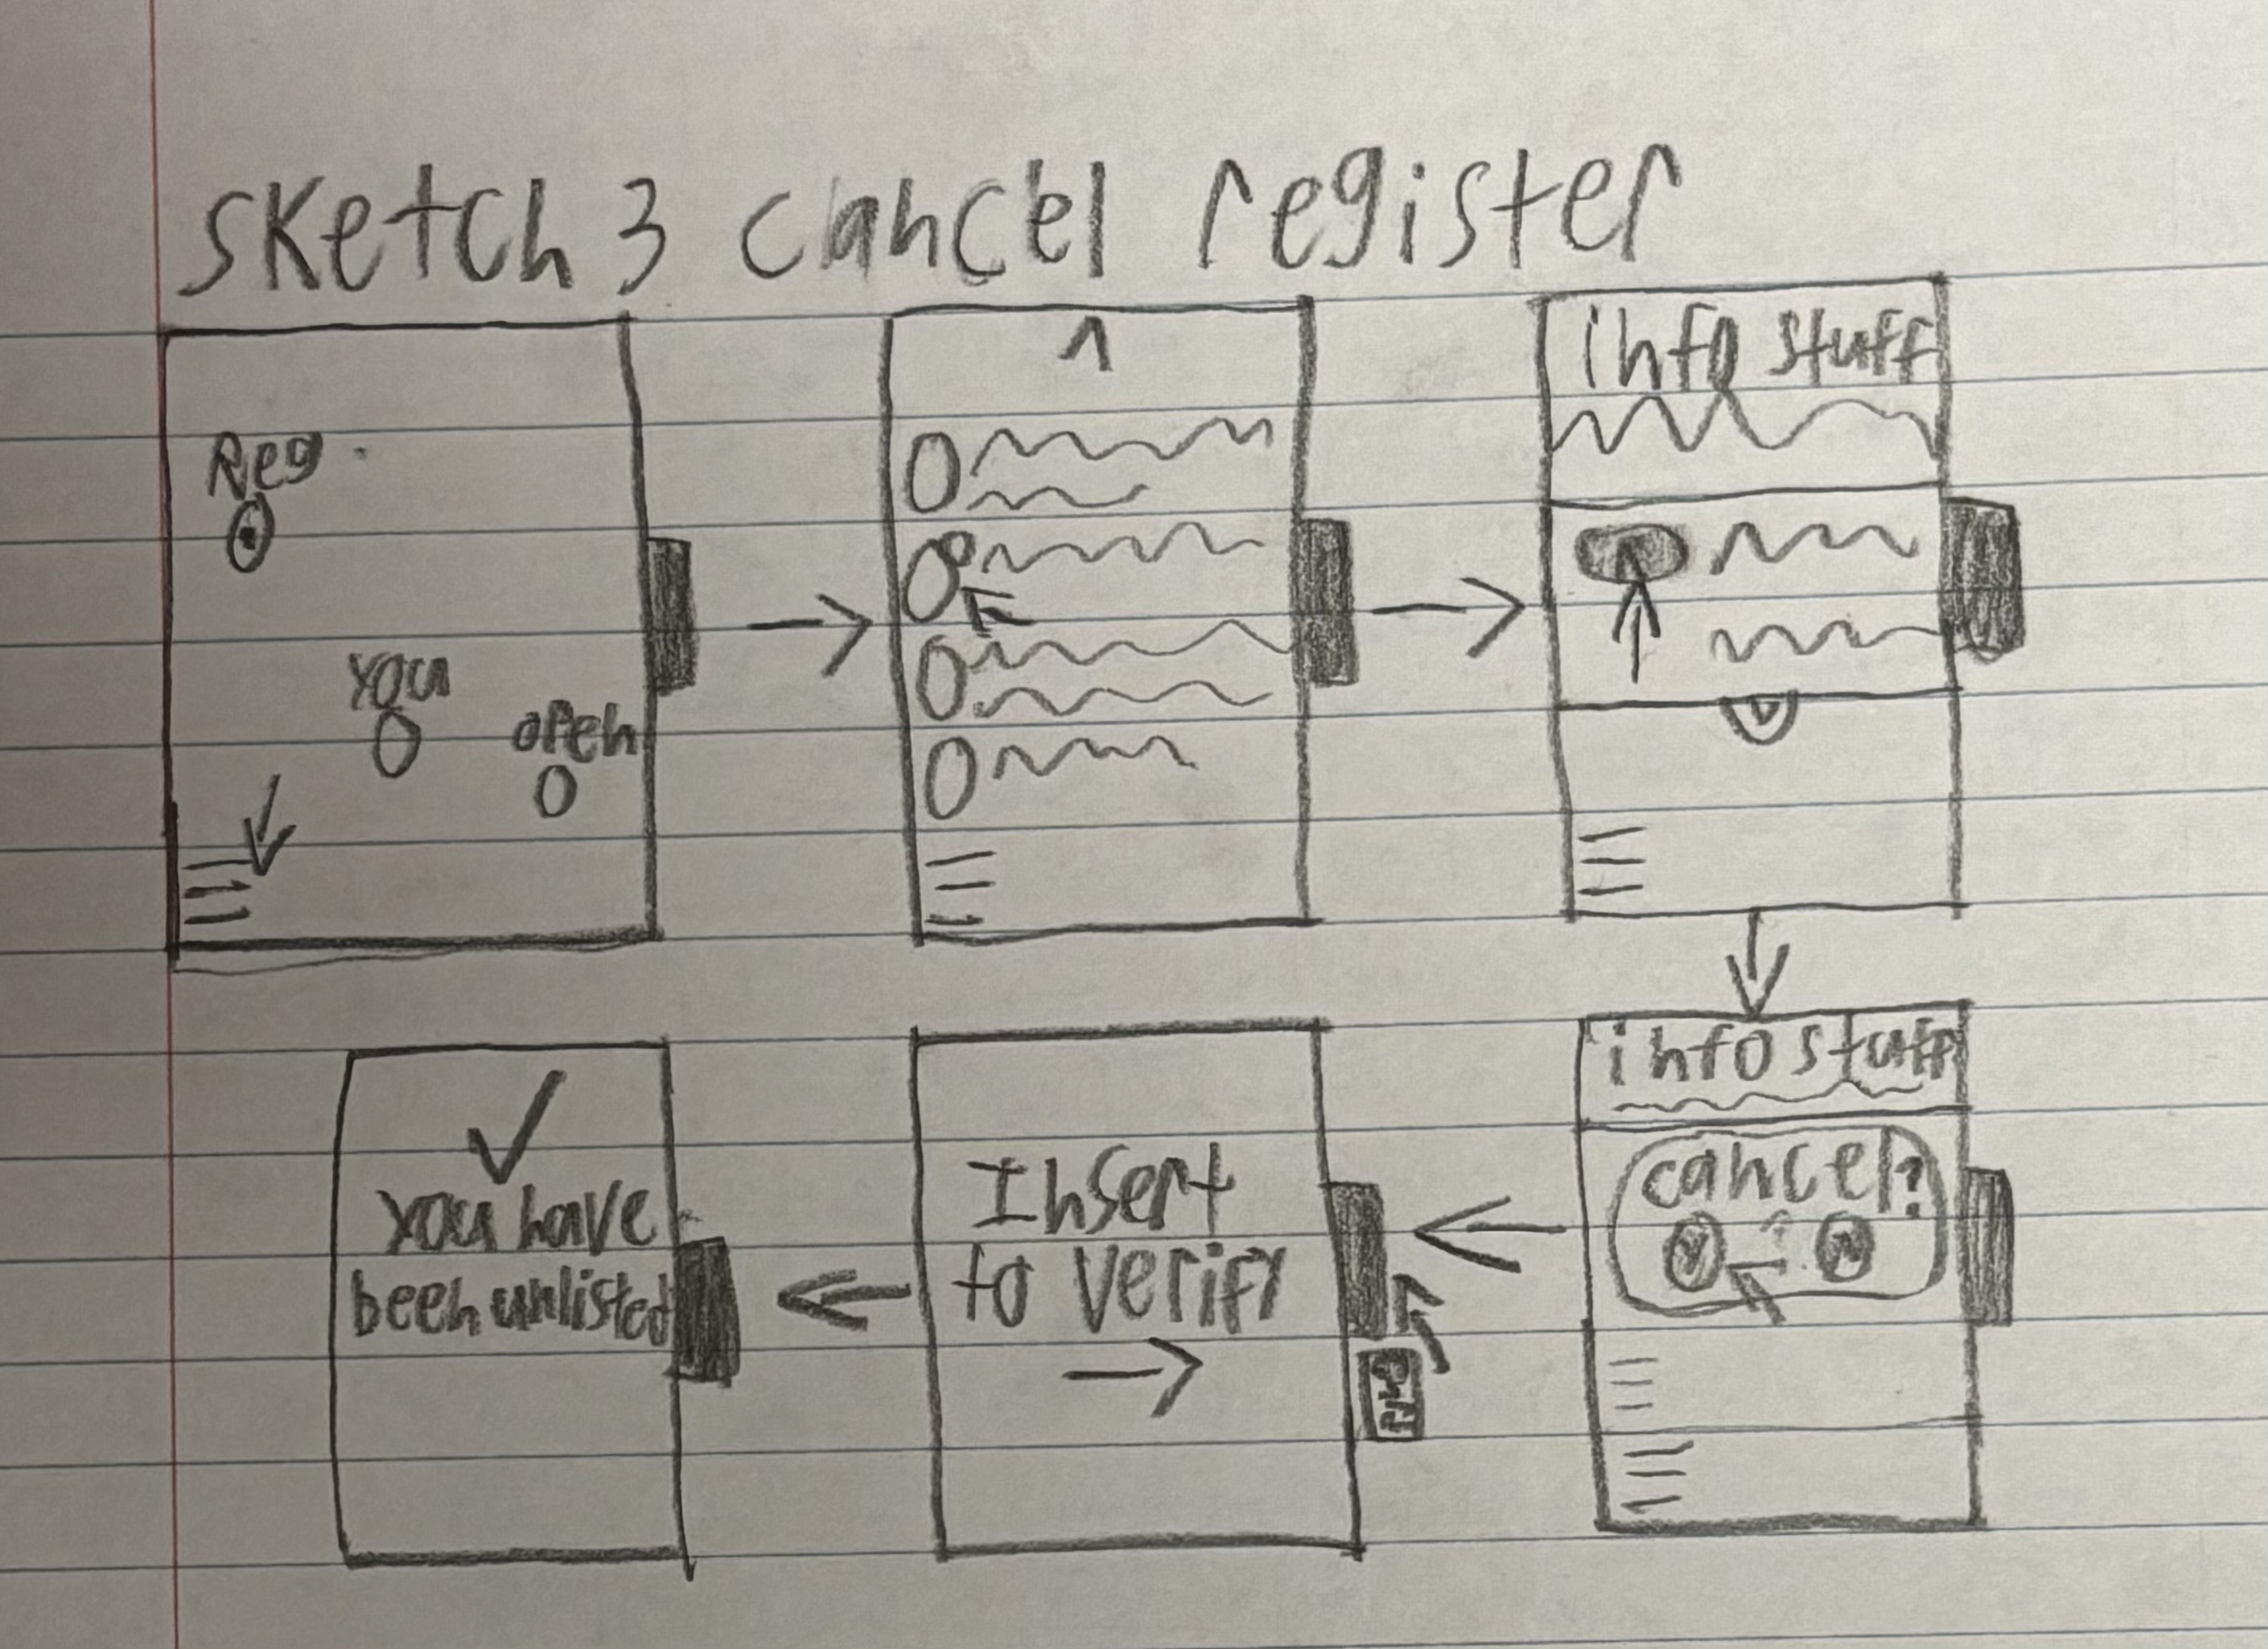 sketch 3 cancel register
Reg
You
open
info stuff
info stuff
cancel?
Y N
Insert
to verify
You have
been unlisted